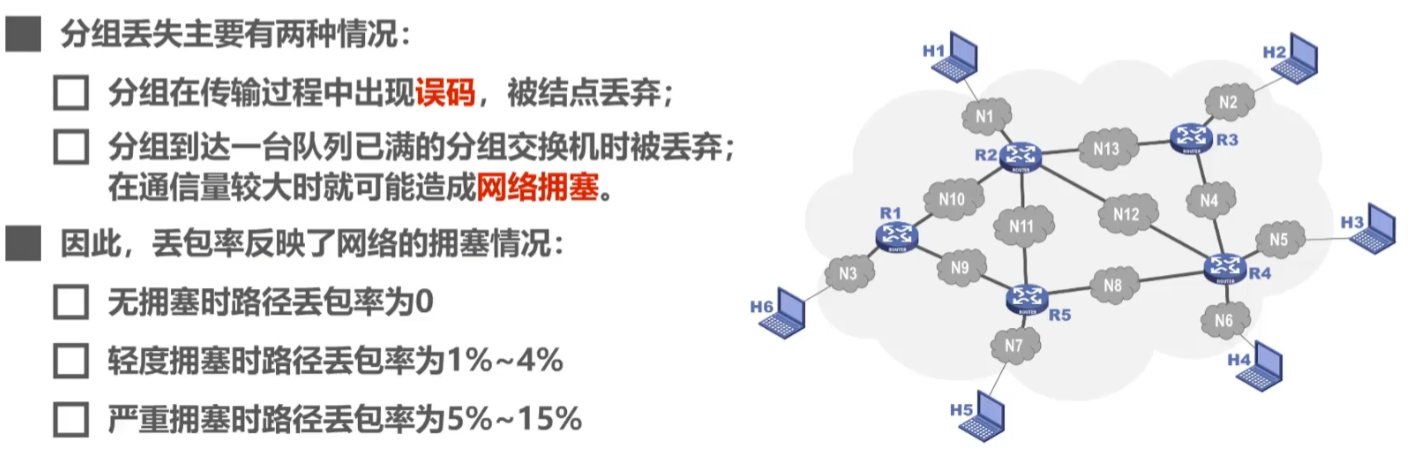 分组丢失主要有两种情况：
分组在传输过程中出现误码，被结点丢弃；
分组到达一台队列已满的分组交换机时被丢弃；
在通信量较大时就可能造成网络拥塞。
因此，丢包率反映了网络的拥塞情况：
无拥塞时路径丢包率为0
轻度拥塞时路径丢包率为1%~4%
严重拥塞时路径丢包率为5%~15%
H1
H2
N1
N2
R2
N13
R3
ROUTER
ROUTER
N10
N12
N4
R1
N11
H3
ROUTER
N5
N3
N9
R4
ROUTER
N8
H6
R5
ROUTER
N6
N7
H4
H5